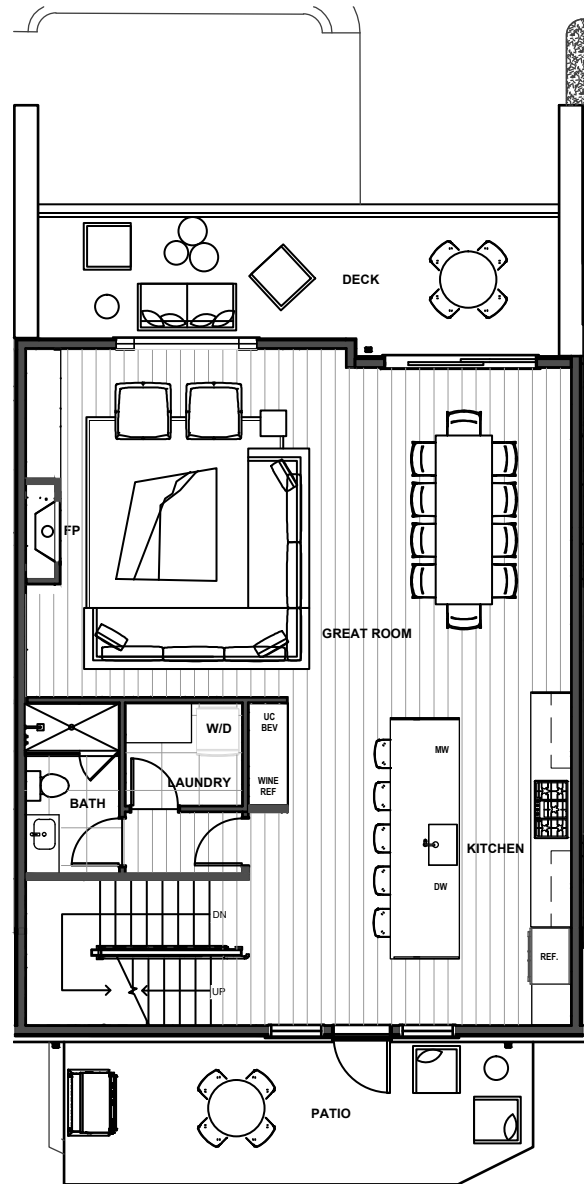 DECK
FP
GREAT ROOM
UC
BEV
W/D
MW
LAUNDRY
WINE
REF
BATH
KITCHEN
DW
DN
REF.
UP
PATIO